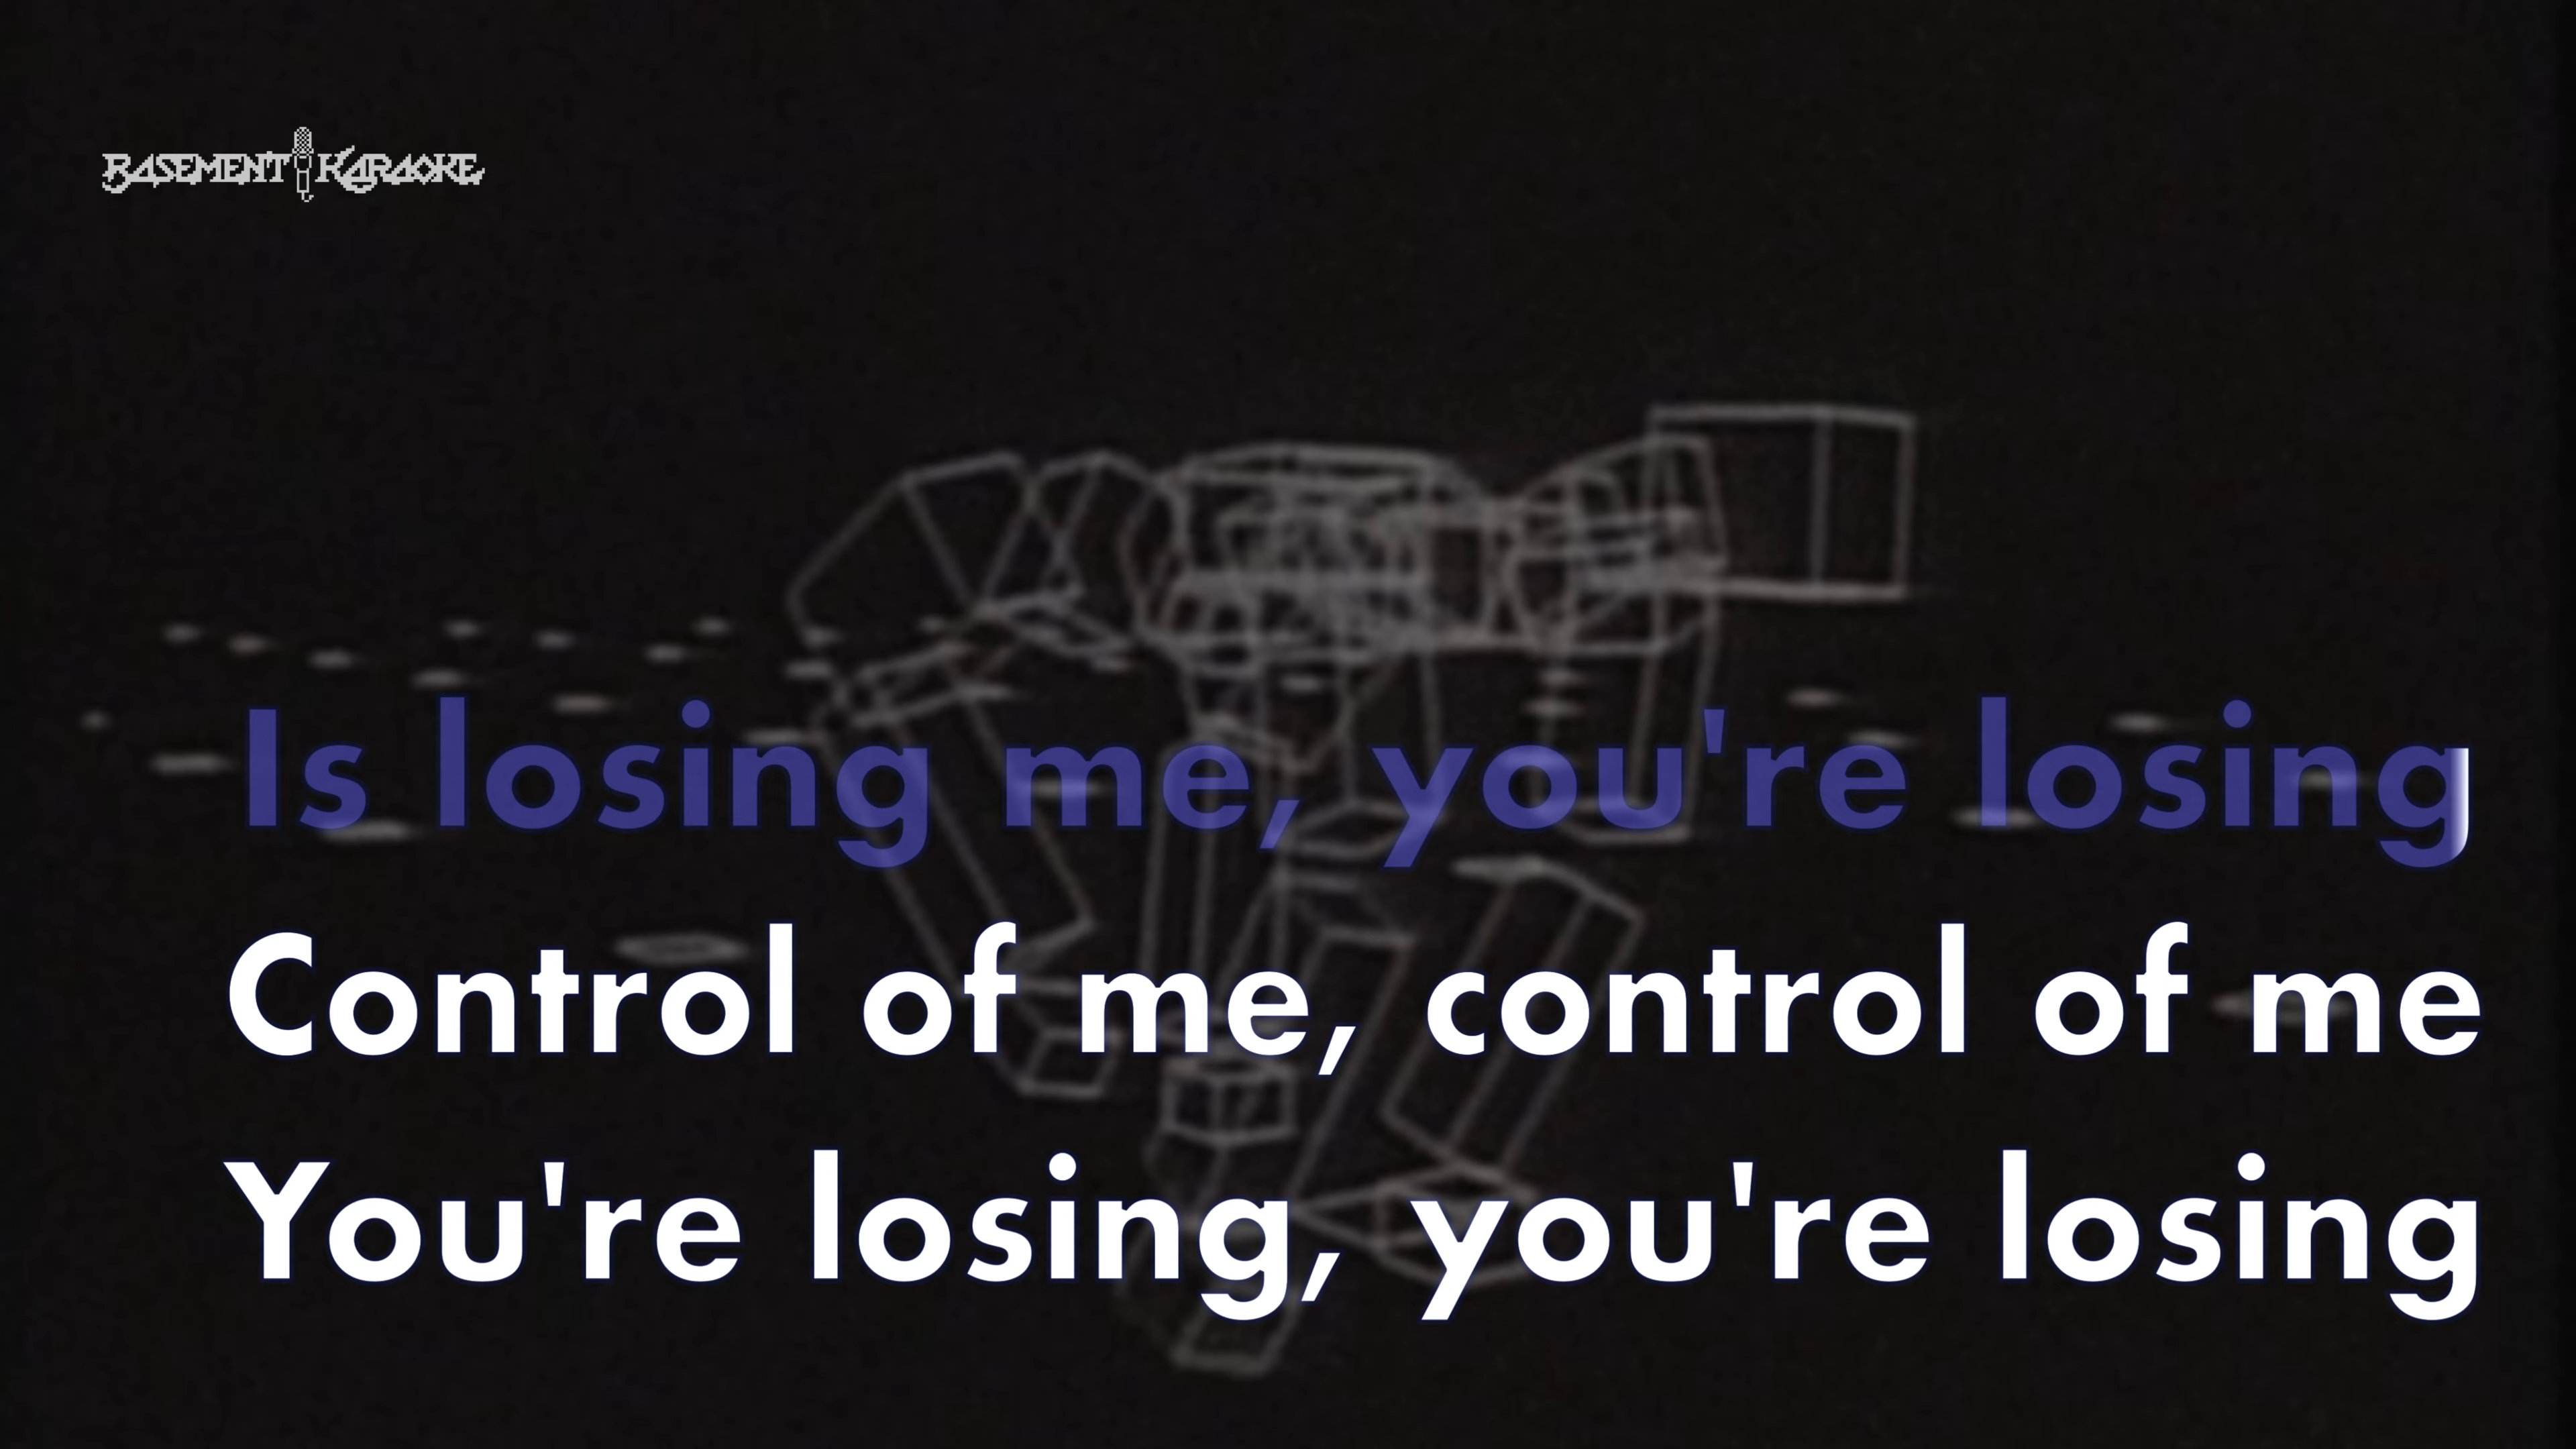 BASEMENT KARAOKE
Is losing me, you're losing
Control of me, control of me
You're losing, you're losing